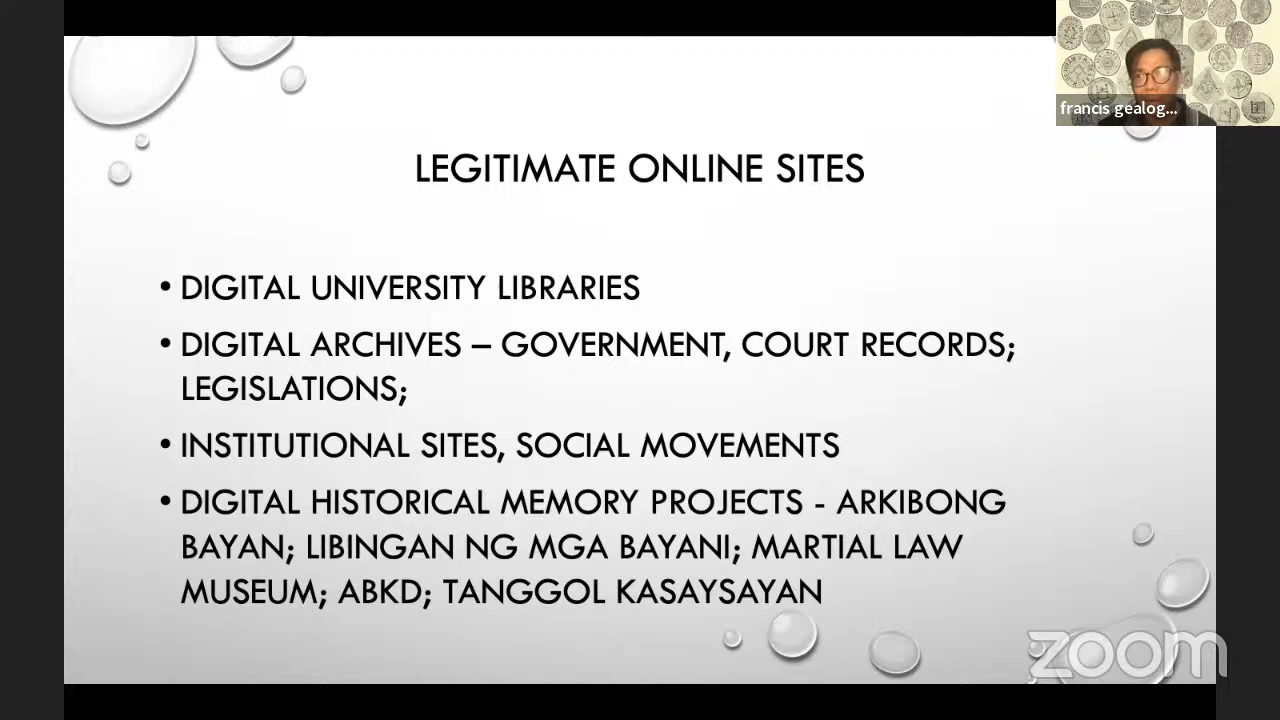 francis gealog...
LEGITIMATE ONLINE SITES
• DIGITAL UNIVERSITY LIBRARIES
• DIGITAL ARCHIVES – GOVERNMENT, COURT RECORDS;
LEGISLATIONS;
• INSTITUTIONAL SITES, SOCIAL MOVEMENTS
• DIGITAL HISTORICAL MEMORY PROJECTS - ARKIBONG
BAYAN; LIBINGAN NG MGA BAYANI; MARTIAL LAW
MUSEUM; ABKD; TANGGOL KASAYSAYAN
zoom